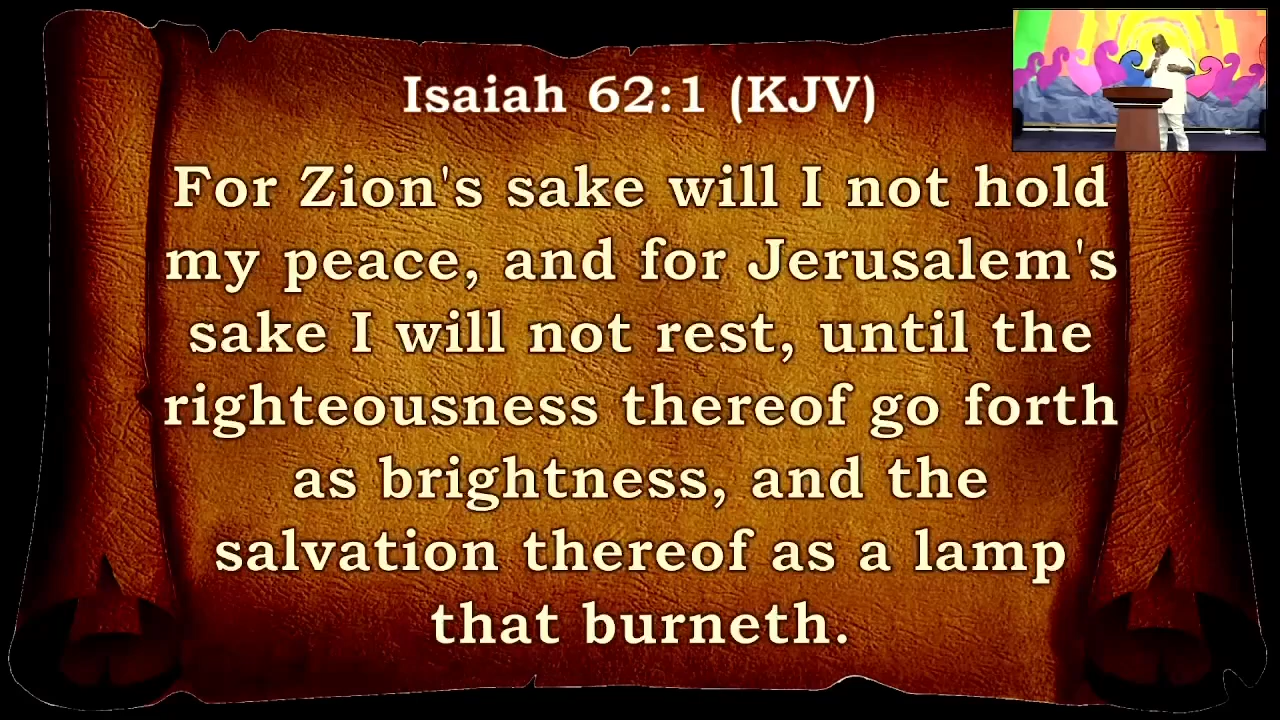 Isaiah 62:1 (KJV)
For Zion's sake will I not hold
my peace, and for Jerusalem's
sake I will not rest, until the
righteousness thereof go forth
as brightness, and the
salvation thereof as a lamp
that burneth.